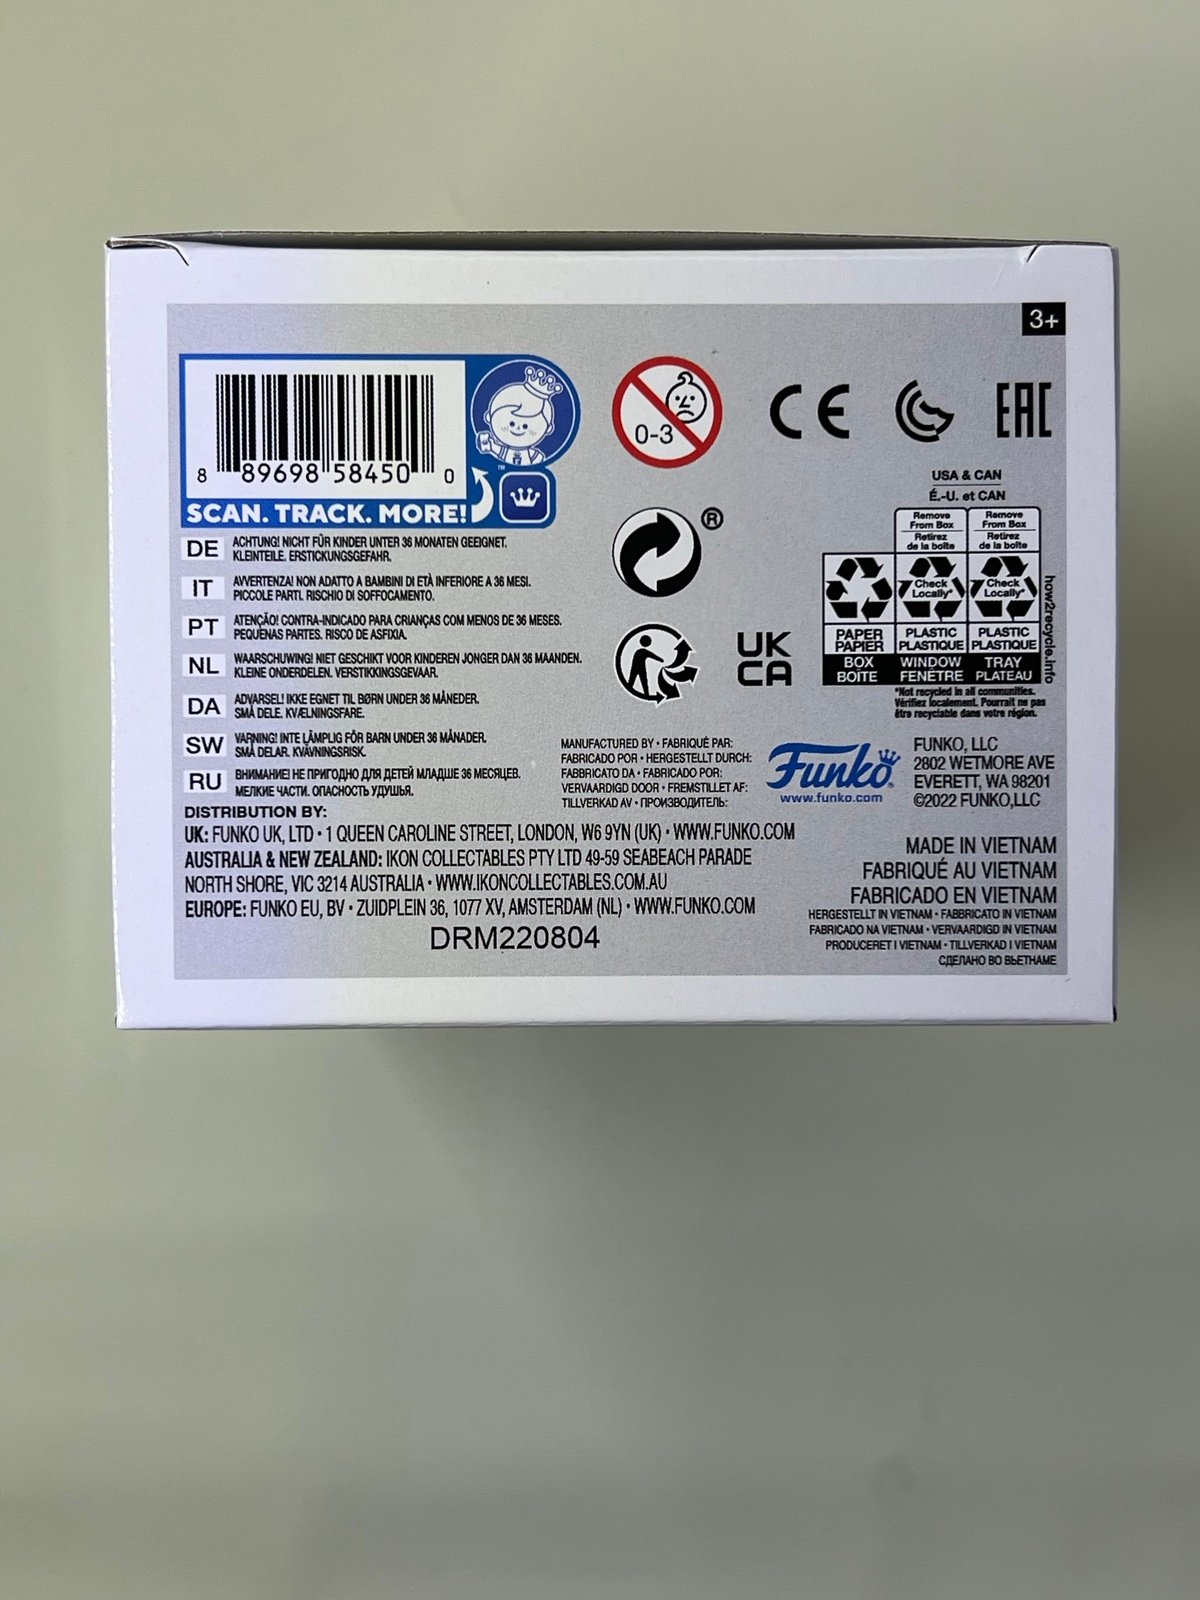 3+
8 89698 58450 0
™
SCAN. TRACK. MORE!
0-3
CE
EAC
®
UK
CA
USA & CAN
É.-U. et CAN
Remove
From Box
Retirez
de la boîte
Remove
From Box
Retirez
de la boîte
Check
Locally*
Check
Locally*
PAPER
PAPIER
BOX
BOÎTE
PLASTIC
PLASTIQUE
WINDOW
FENÊTRE
PLASTIC
PLASTIQUE
TRAY
PLATEAU
how2recycle.info
*Not recycled in all communities.
Vérifiez localement. Pourrait ne pas
être recyclable dans votre région.
DE ACHTUNG! NICHT FÜR KINDER UNTER 36 MONATEN GEEIGNET.
KLEINTEILE. ERSTICKUNGSGEFAHR.
IT AVVERTENZA! NON ADATTO A BAMBINI DI ETÀ INFERIORE A 36 MESI.
PICCOLE PARTI. RISCHIO DI SOFFOCAMENTO.
PT ATENÇÃO! CONTRA-INDICADO PARA CRIANÇAS COM MENOS DE 36 MESES.
PEQUENAS PARTES. RISCO DE ASFIXIA.
NL WAARSCHUWING! NIET GESCHIKT VOOR KINDEREN JONGER DAN 36 MAANDEN.
KLEINE ONDERDELEN. VERSTIKKINGSGEVAAR.
DA ADVARSEL! IKKE EGNET TIL BØRN UNDER 36 MÅNEDER.
SMÅ DELE. KVÆLNINGSFARE.
SW VARNING! INTE LÄMPLIG FÖR BARN UNDER 36 MÅNADER.
SMÅ DELAR. KVÄVNINGSRISK.
RU ВНИМАНИЕ! НЕ ПРИГОДНО ДЛЯ ДЕТЕЙ МЛАДШЕ 36 МЕСЯЦЕВ.
МЕЛКИЕ ЧАСТИ. ОПАСНОСТЬ УДУШЬЯ.
MANUFACTURED BY • FABRIQUÉ PAR:
FABRICADO POR • HERGESTELLT DURCH:
FABBRICATO DA • FABRICADO POR:
VERVAARDIGD DOOR • FREMSTILLET AF:
TILLVERKAD AV • ПРОИЗВОДИТЕЛЬ:
Funko
www.funko.com
FUNKO, LLC
2802 WETMORE AVE
EVERETT, WA 98201
©2022 FUNKO,LLC
DISTRIBUTION BY:
UK: FUNKO UK, LTD • 1 QUEEN CAROLINE STREET, LONDON, W6 9YN (UK) • WWW.FUNKO.COM
AUSTRALIA & NEW ZEALAND: IKON COLLECTABLES PTY LTD 49-59 SEABEACH PARADE
NORTH SHORE, VIC 3214 AUSTRALIA • WWW.IKONCOLLECTABLES.COM.AU
EUROPE: FUNKO EU, BV • ZUIDPLEIN 36, 1077 XV, AMSTERDAM (NL) • WWW.FUNKO.COM
DRM220804
MADE IN VIETNAM
FABRIQUÉ AU VIETNAM
FABRICADO EN VIETNAM
HERGESTELLT IN VIETNAM • FABBRICATO IN VIETNAM
FABRICADO NA VIETNAM • VERVAARDIGD IN VIETNAM
PRODUCERET I VIETNAM • TILLVERKAD I VIETNAM
СДЕЛАНО ВО ВЬЕТНАМЕ